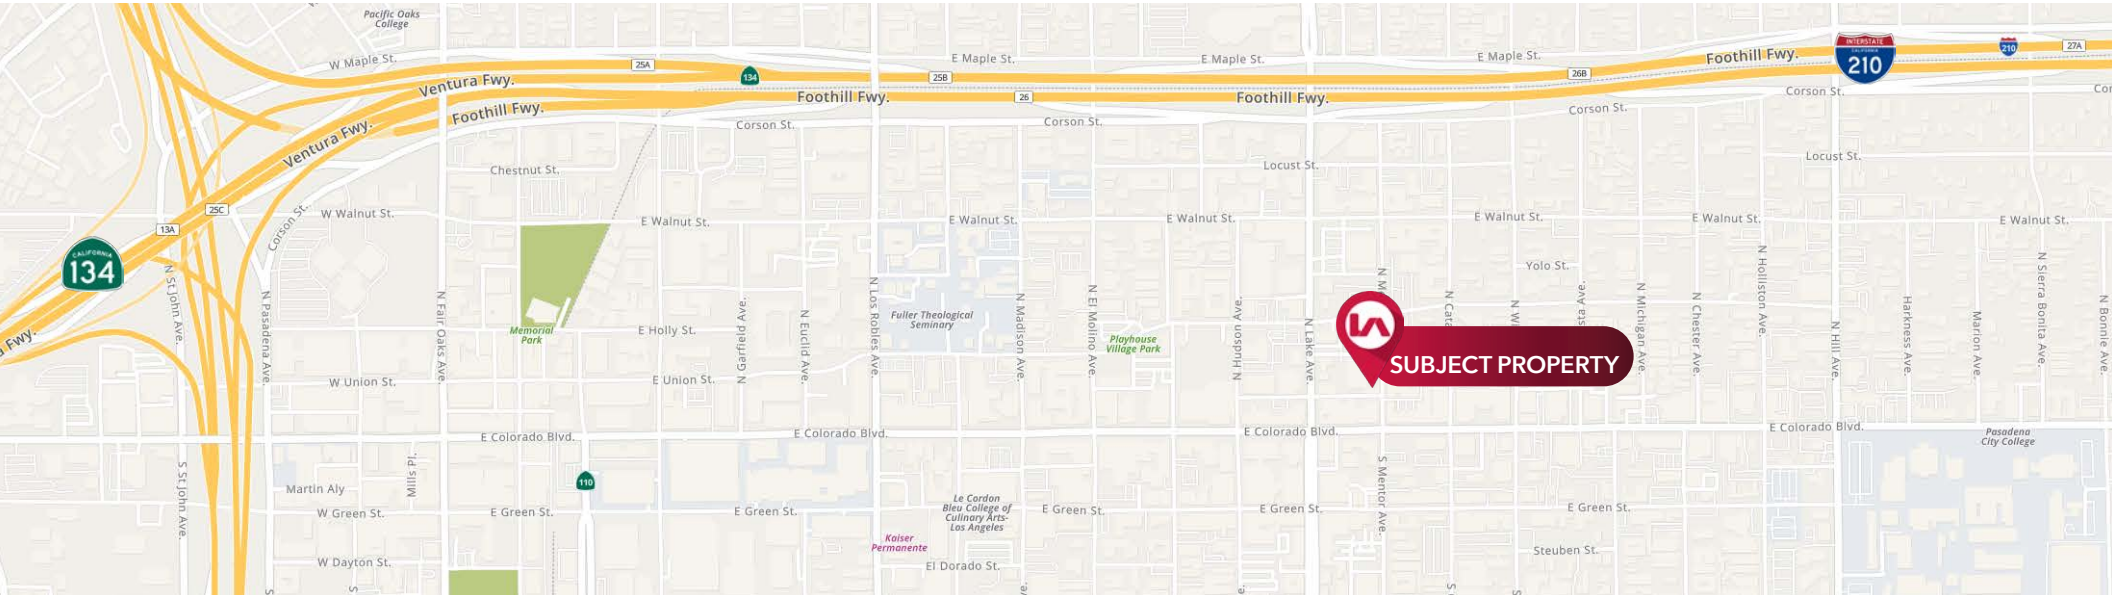 Pacific Oaks
College
W Maple St.
E Maple St.
E Maple St.
E Maple St.
25A
134
25B
26
26B
27A
Ventura Fwy.
Foothill Fwy.
Foothill Fwy.
Foothill Fwy.
Foothill Fwy.
INTERSTATE
CALIFORNIA
210
210
Ventura Fwy.
Corson St.
Corson St.
Corson St.
Corson St.
Corson St.
Chestnut St.
Locust St.
Locust St.
25C
13A
W Walnut St.
E Walnut St.
E Walnut St.
E Walnut St.
E Walnut St.
E Walnut St.
E Walnut St.
CALIFORNIA
134
Fwy.
Yolo St.
N St John Ave.
N Pasadena Ave.
N Fair Oaks Ave.
Memorial
Park
E Holly St.
N Garfield Ave.
N Euclid Ave.
N Los Robles Ave.
Fuller Theological
Seminary
N Madison Ave.
N El Molino Ave.
Playhouse
Village Park
N Hudson Ave.
N Lake Ave.
LA
SUBJECT PROPERTY
N Michigan Ave.
N Chester Ave.
N Holliston Ave.
N Hill Ave.
Harkness Ave.
Marion Ave.
N Sierra Bonita Ave.
N Bonnie Ave.
W Union St.
E Union St.
E Colorado Blvd.
E Colorado Blvd.
E Colorado Blvd.
E Colorado Blvd.
Pasadena
City College
S St John Ave.
Mills Pl.
Martin Aly
110
W Green St.
E Green St.
E Green St.
E Green St.
E Green St.
E Green St.
Le Cordon
Bleu College of
Culinary Arts-
Los Angeles
S Mentor Ave.
Kaiser
Permanente
W Dayton St.
El Dorado St.
Steuben St.